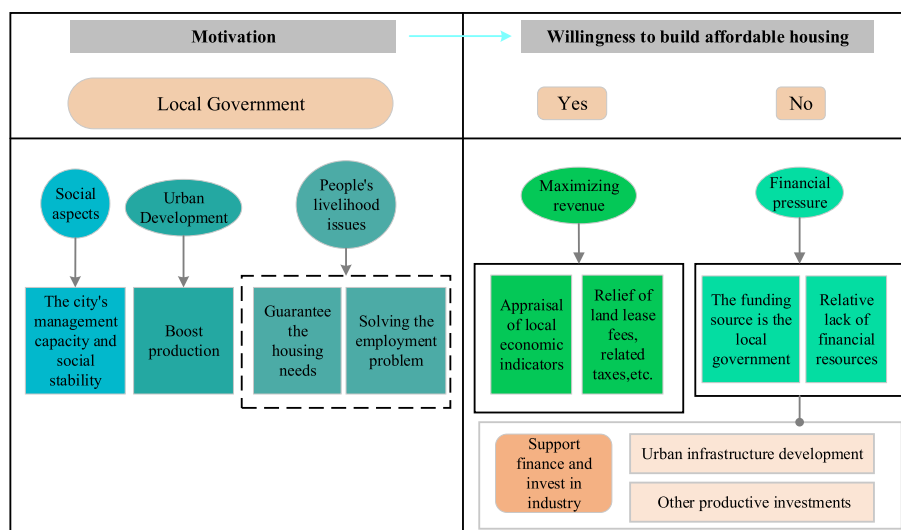 Motivation
Willingness to build affordable housing
Local Government
Yes
No
Social
aspects
Urban
Development
People's
livelihood
issues
Maximizing
revenue
Financial
pressure
The city's
management
capacity and
social
stability
Boost
production
Guarantee
the
housing
needs
Solving the
employment
problem
Appraisal
of local
economic
indicators
Relief of
land lease
fees,
related
taxes,etc.
The funding
source is the
local
government
Relative
lack of
financial
resources
Support
finance and
invest in
industry
Urban infrastructure development
Other productive investments